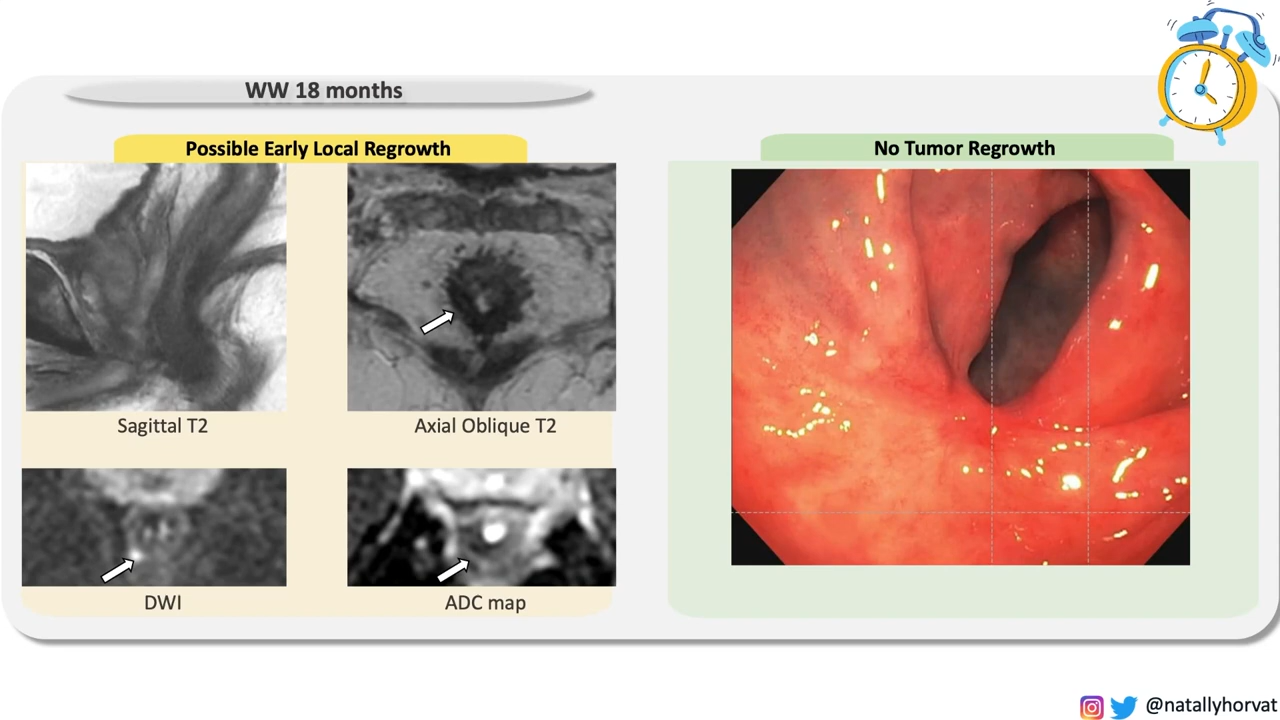 WW 18 months
Possible Early Local Regrowth
Sagittal T2
Axial Oblique T2
DWI
ADC map
No Tumor Regrowth
@natallyhorvat